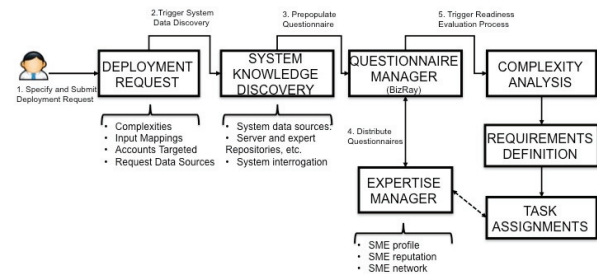 2.Trigger System
Data Discovery
3. Prepopulate
Questionnaire
5. Trigger Readiness
Evaluation Process
1. Specify and Submit
Deployment Request
DEPLOYMENT
REQUEST
SYSTEM
KNOWLEDGE
DISCOVERY
QUESTIONNAIRE
MANAGER
(BizRay)
COMPLEXITY
ANALYSIS
• Complexities
• Input Mappings
• Accounts Targeted
• Request Data Sources
• System data sources:
• Server and expert
Repositories, etc.
• System interrogation
4. Distribute
Questionnaires
REQUIREMENTS
DEFINITION
EXPERTISE
MANAGER
TASK
ASSIGNMENTS
• SME profile
• SME reputation
• SME network